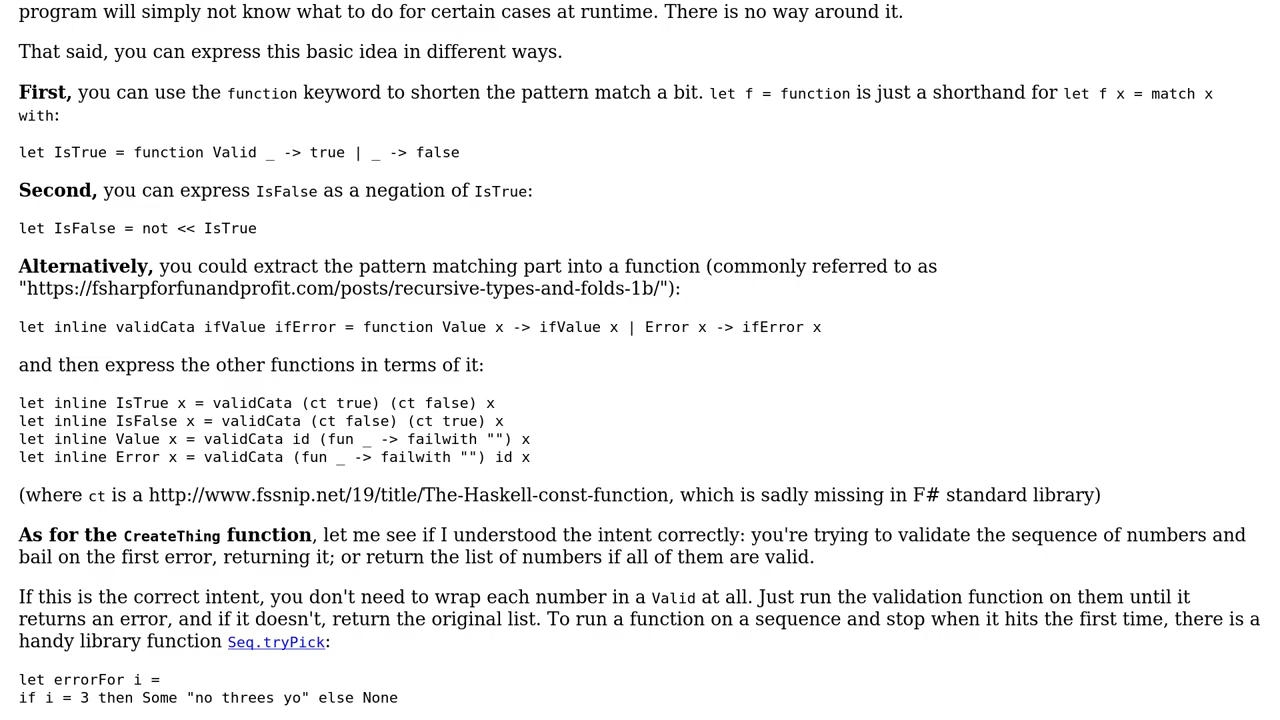 program will simply not know what to do for certain cases at runtime. There is no way around it.
That said, you can express this basic idea in different ways.
First, you can use the function keyword to shorten the pattern match a bit. let f = function is just a shorthand for let f x = match x
with:
let IsTrue = function Valid _ -> true | _ -> false
Second, you can express IsFalse as a negation of IsTrue:
let IsFalse = not << IsTrue
Alternatively, you could extract the pattern matching part into a function (commonly referred to as
"https://fsharpforfunandprofit.com/posts/recursive-types-and-folds-1b/"):
let inline validCata ifValue ifError = function Value x -> ifValue x | Error x -> ifError x
and then express the other functions in terms of it:
let inline IsTrue x = validCata (ct true) (ct false) x
let inline IsFalse x = validCata (ct false) (ct true) x
let inline Value x = validCata id (fun _ -> failwith "") x
let inline Error x = validCata (fun _ -> failwith "") id x
(where ct is a http://www.fssnip.net/19/title/The-Haskell-const-function, which is sadly missing in F# standard library)
As for the CreateThing function, let me see if I understood the intent correctly: you're trying to validate the sequence of numbers and
bail on the first error, returning it; or return the list of numbers if all of them are valid.
If this is the correct intent, you don't need to wrap each number in a Valid at all. Just run the validation function on them until it
returns an error, and if it doesn't, return the original list. To run a function on a sequence and stop when it hits the first time, there is a
handy library function Seq.tryPick:
let errorFor i =
if i = 3 then Some "no threes yo" else None